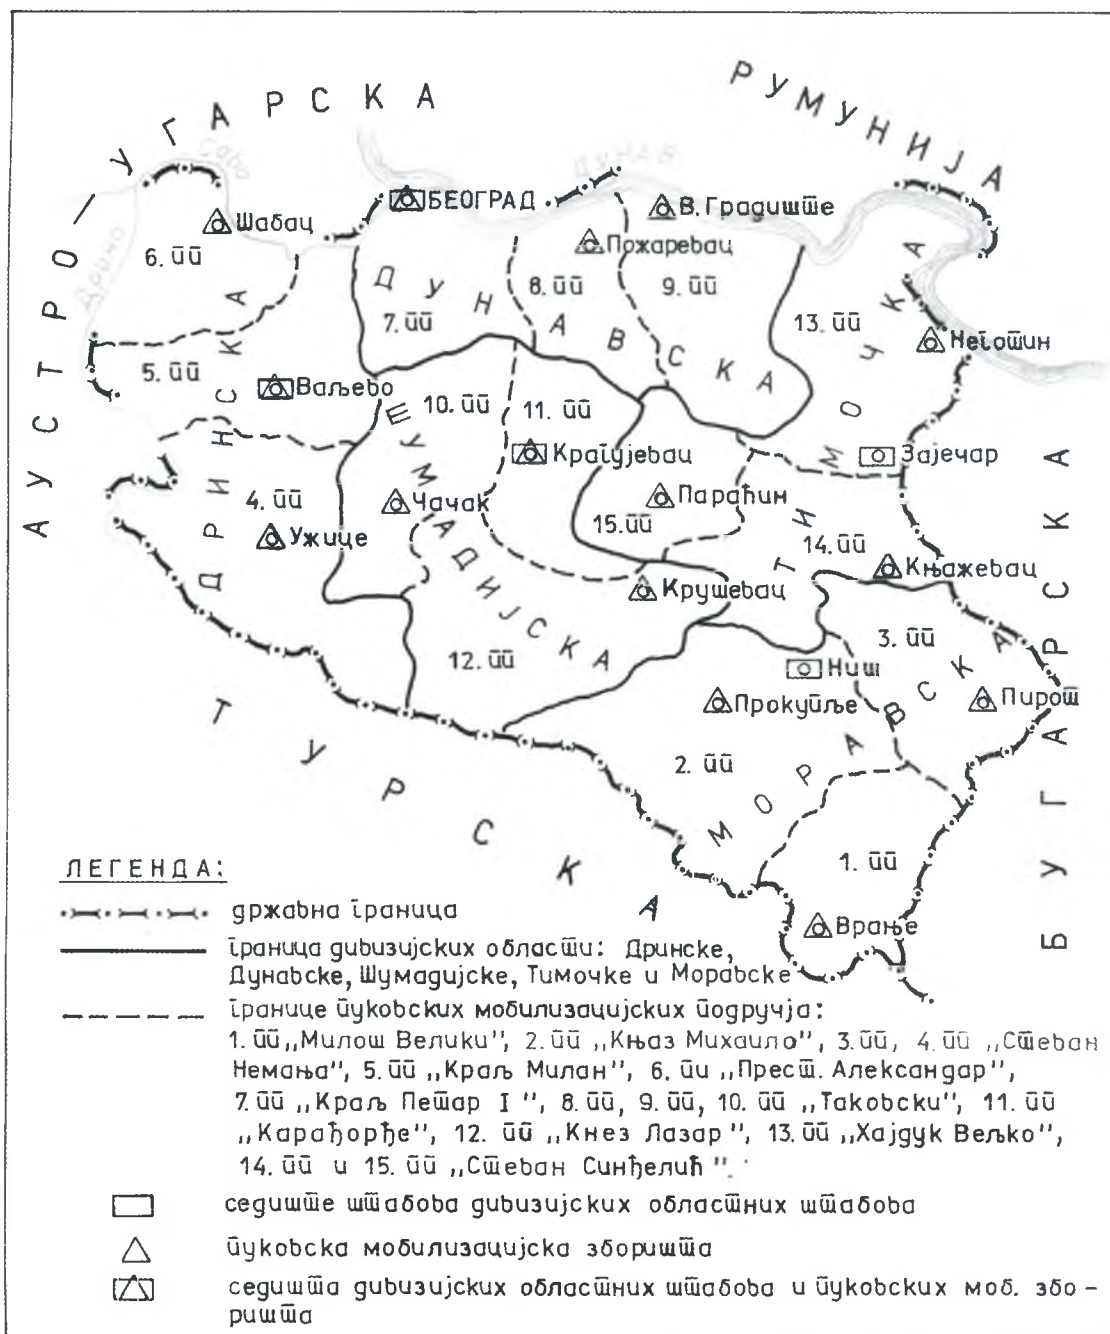 АУСТРО — УГАРСКА
РУМУНИЈА
Сава
ДУНАВ
Дрино
БЕОГРАД
В. Градиште
Шабац
Пожаревац
6. пп
8. пп
9. пп
7. пп
13. пп
ДУНАВСКА
Неготин
5. пп
Ваљево
10. пп
11. пп
ТИМОЧКА
ДРИНСКА
Крагујевац
Зајечар
4. пп
Чачак
Параћин
15. пп
14. пп
Ужице
ШУМАДИЈСКА
Крушевац
Књажевац
3. пп
12. пп
Ниш
Прокупље
Пирот
2. пп
МОРАВСКА
ТУРСКА
БУГАРСКА
1. пп
Врање
ЛЕГЕНДА:
државна граница
граница дивизијских области: Дринске,
Дунавске, Шумадијске, Тимочке и Моравске
границе пуковских мобилизацијских подручја:
1. пп „Милош Велики", 2. пп „Књаз Михаило", 3. пп, 4. пп „Стеван
Немања", 5. пп „Краљ Милан", 6. пи „Прест. Александар",
7. пп „Краљ Петар I ", 8. пп, 9. пп, 10. пп „Таковски", 11. пп
„Карађорђе", 12. пп „Кнез Лазар", 13. пп „Хајдук Вељко",
14. пп и 15. пп „Стеван Синђелић".
седиште штабова дивизијских областних штабова
пуковска мобилизацијска зборишта
седишта дивизијских областних штабова и пуковских моб. збо-
ришта